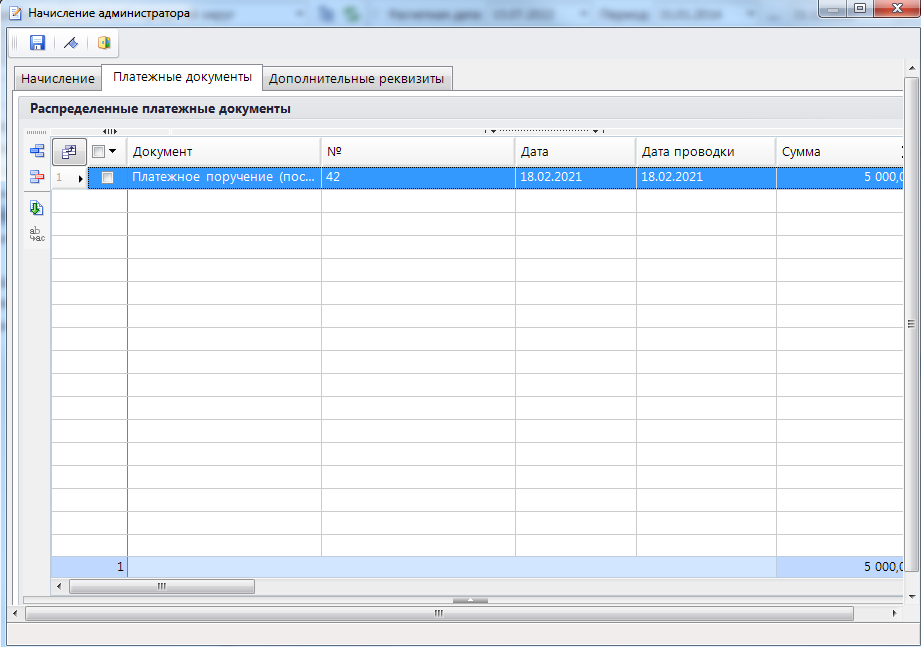 Начисление администратора
Начисление Платежные документы Дополнительные реквизиты
Распределенные платежные документы
Документ № Дата Дата проводки Сумма
1 Платежное поручение (пос... 42 18.02.2021 18.02.2021 5 000,0
ab
ac
1 5 000,0